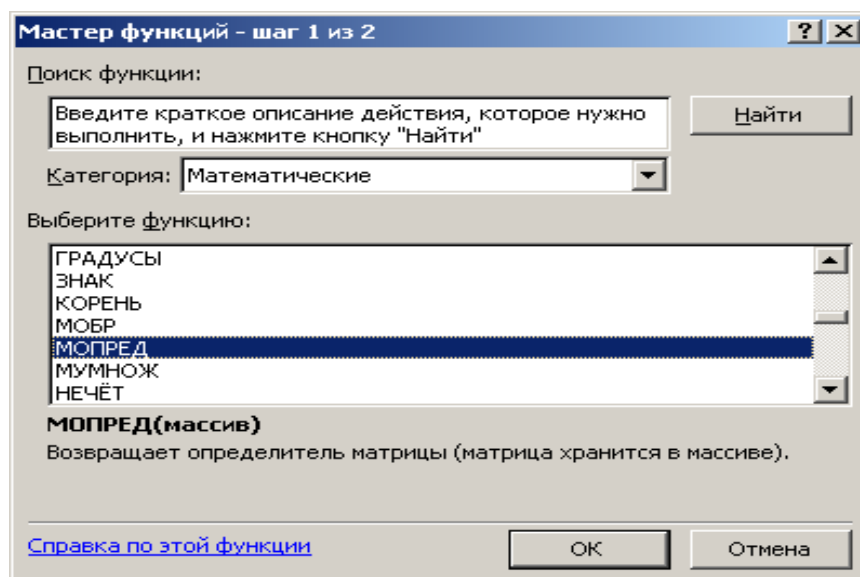 Мастер функций - шаг 1 из 2
Поиск функции:
Введите краткое описание действия, которое нужно
выполнить, и нажмите кнопку "Найти"
Найти
Категория: Математические
Выберите функцию:
ГРАДУСЫ
ЗНАК
КОРЕНЬ
МОБР
МОПРЕД
МУМНОЖ
НЕЧЁТ
МОПРЕД(массив)
Возвращает определитель матрицы (матрица хранится в массиве).
Справка по этой функции
ОК
Отмена